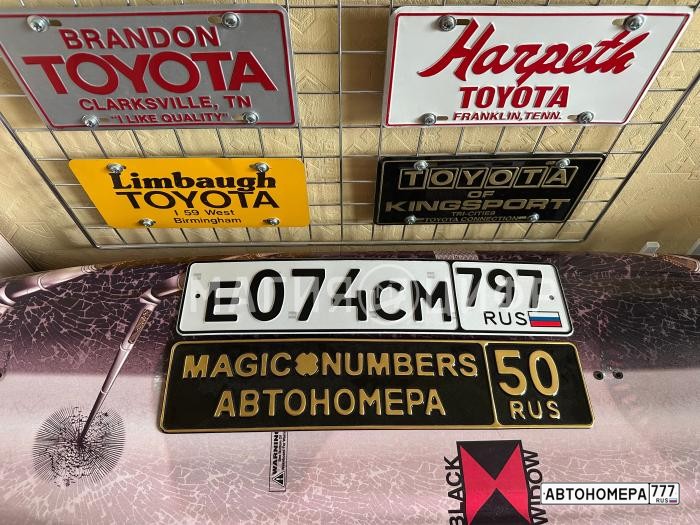 BRANDON
TOYOTA
CLARKSVILLE, TN
"I LIKE QUALITY"
Harpeth
TOYOTA
FRANKLIN, TENN.
Limbaugh
TOYOTA
I 59 West
Birmingham
TOYOTA
OF
KINGSPORT
TRI-CITIES
TOYOTA CONNECTION
E074CM 797
RUS
MAGIC NUMBERS 50
АВТОНОМЕРА RUS
WARNING
BLACK
WIDOW
АВТОНОМЕРА 777
RUS